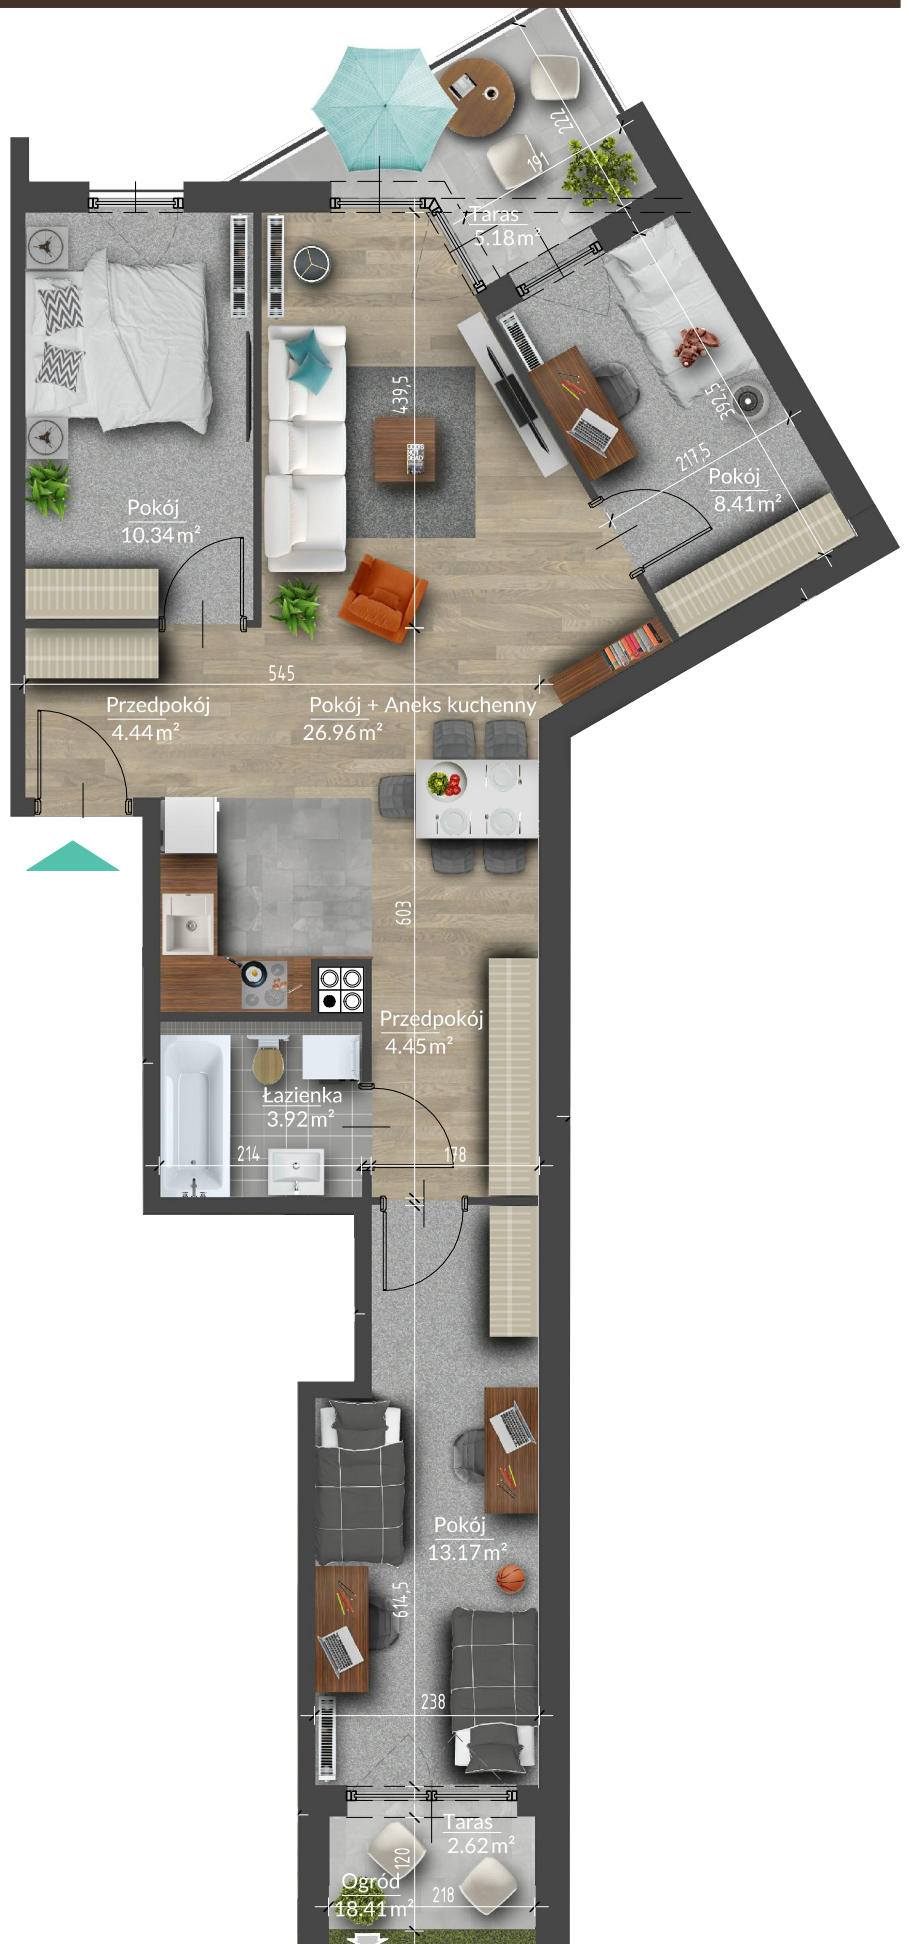 222
191
Taras
5.18 m²
439,5
392,5
217,5
Pokój
8.41 m²
Pokój
10.34 m²
545
Przedpokój
4.44 m²
Pokój + Aneks kuchenny
26.96 m²
603
Przedpokój
4.45 m²
Łazienka
3.92 m²
214
178
Pokój
13.17 m²
614,5
238
Taras
2.62 m²
120
Ogród
18.41 m²
218